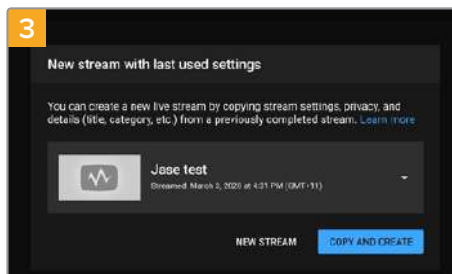 3
New stream with last used settings
You can create a new live stream by copying stream settings, privacy, and
details (title, category, etc.) from a previously completed stream. Learn more
Jase test
Streamed March 3, 2020 at 4:31 PM (GMT+11)
NEW STREAM COPY AND CREATE